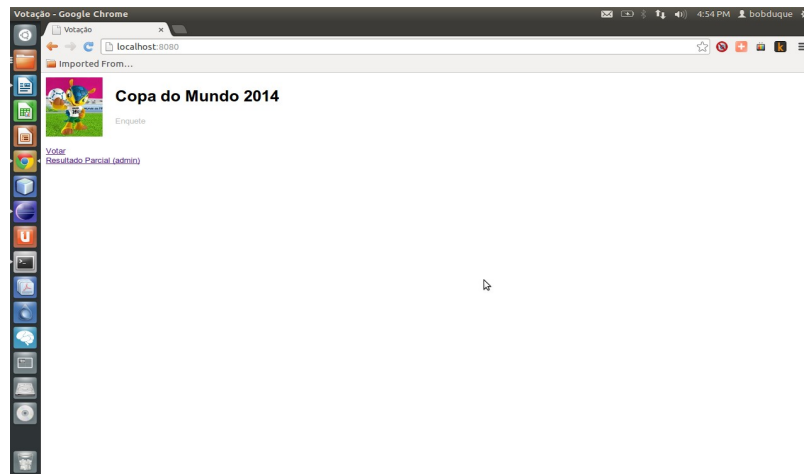 Votação - Google Chrome
4:54 PM bobduque
Votação
localhost:8080
Imported From...
Copa do Mundo 2014
Enquete
Votar
Resultado Parcial (admin)